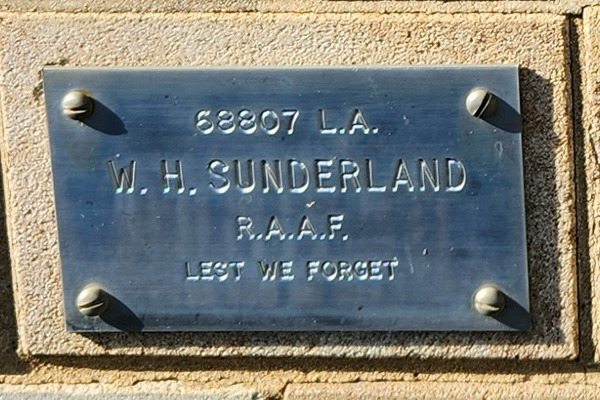 68807 L.A.
W. H. SUNDERLAND
R.A.A.F.
LEST WE FORGET